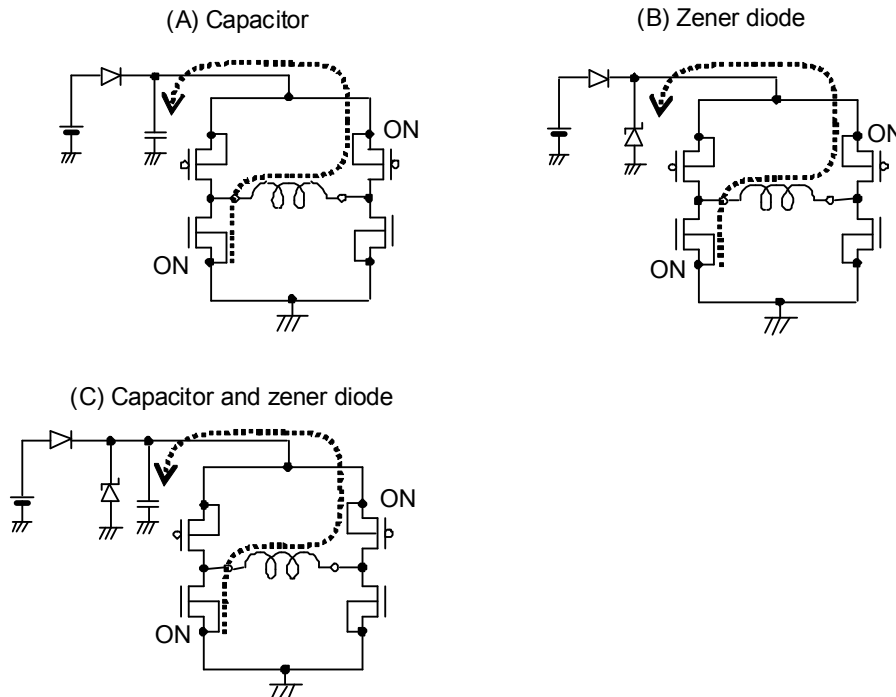 (A) Capacitor
ON
ON
(B) Zener diode
ON
ON
(C) Capacitor and zener diode
ON
ON